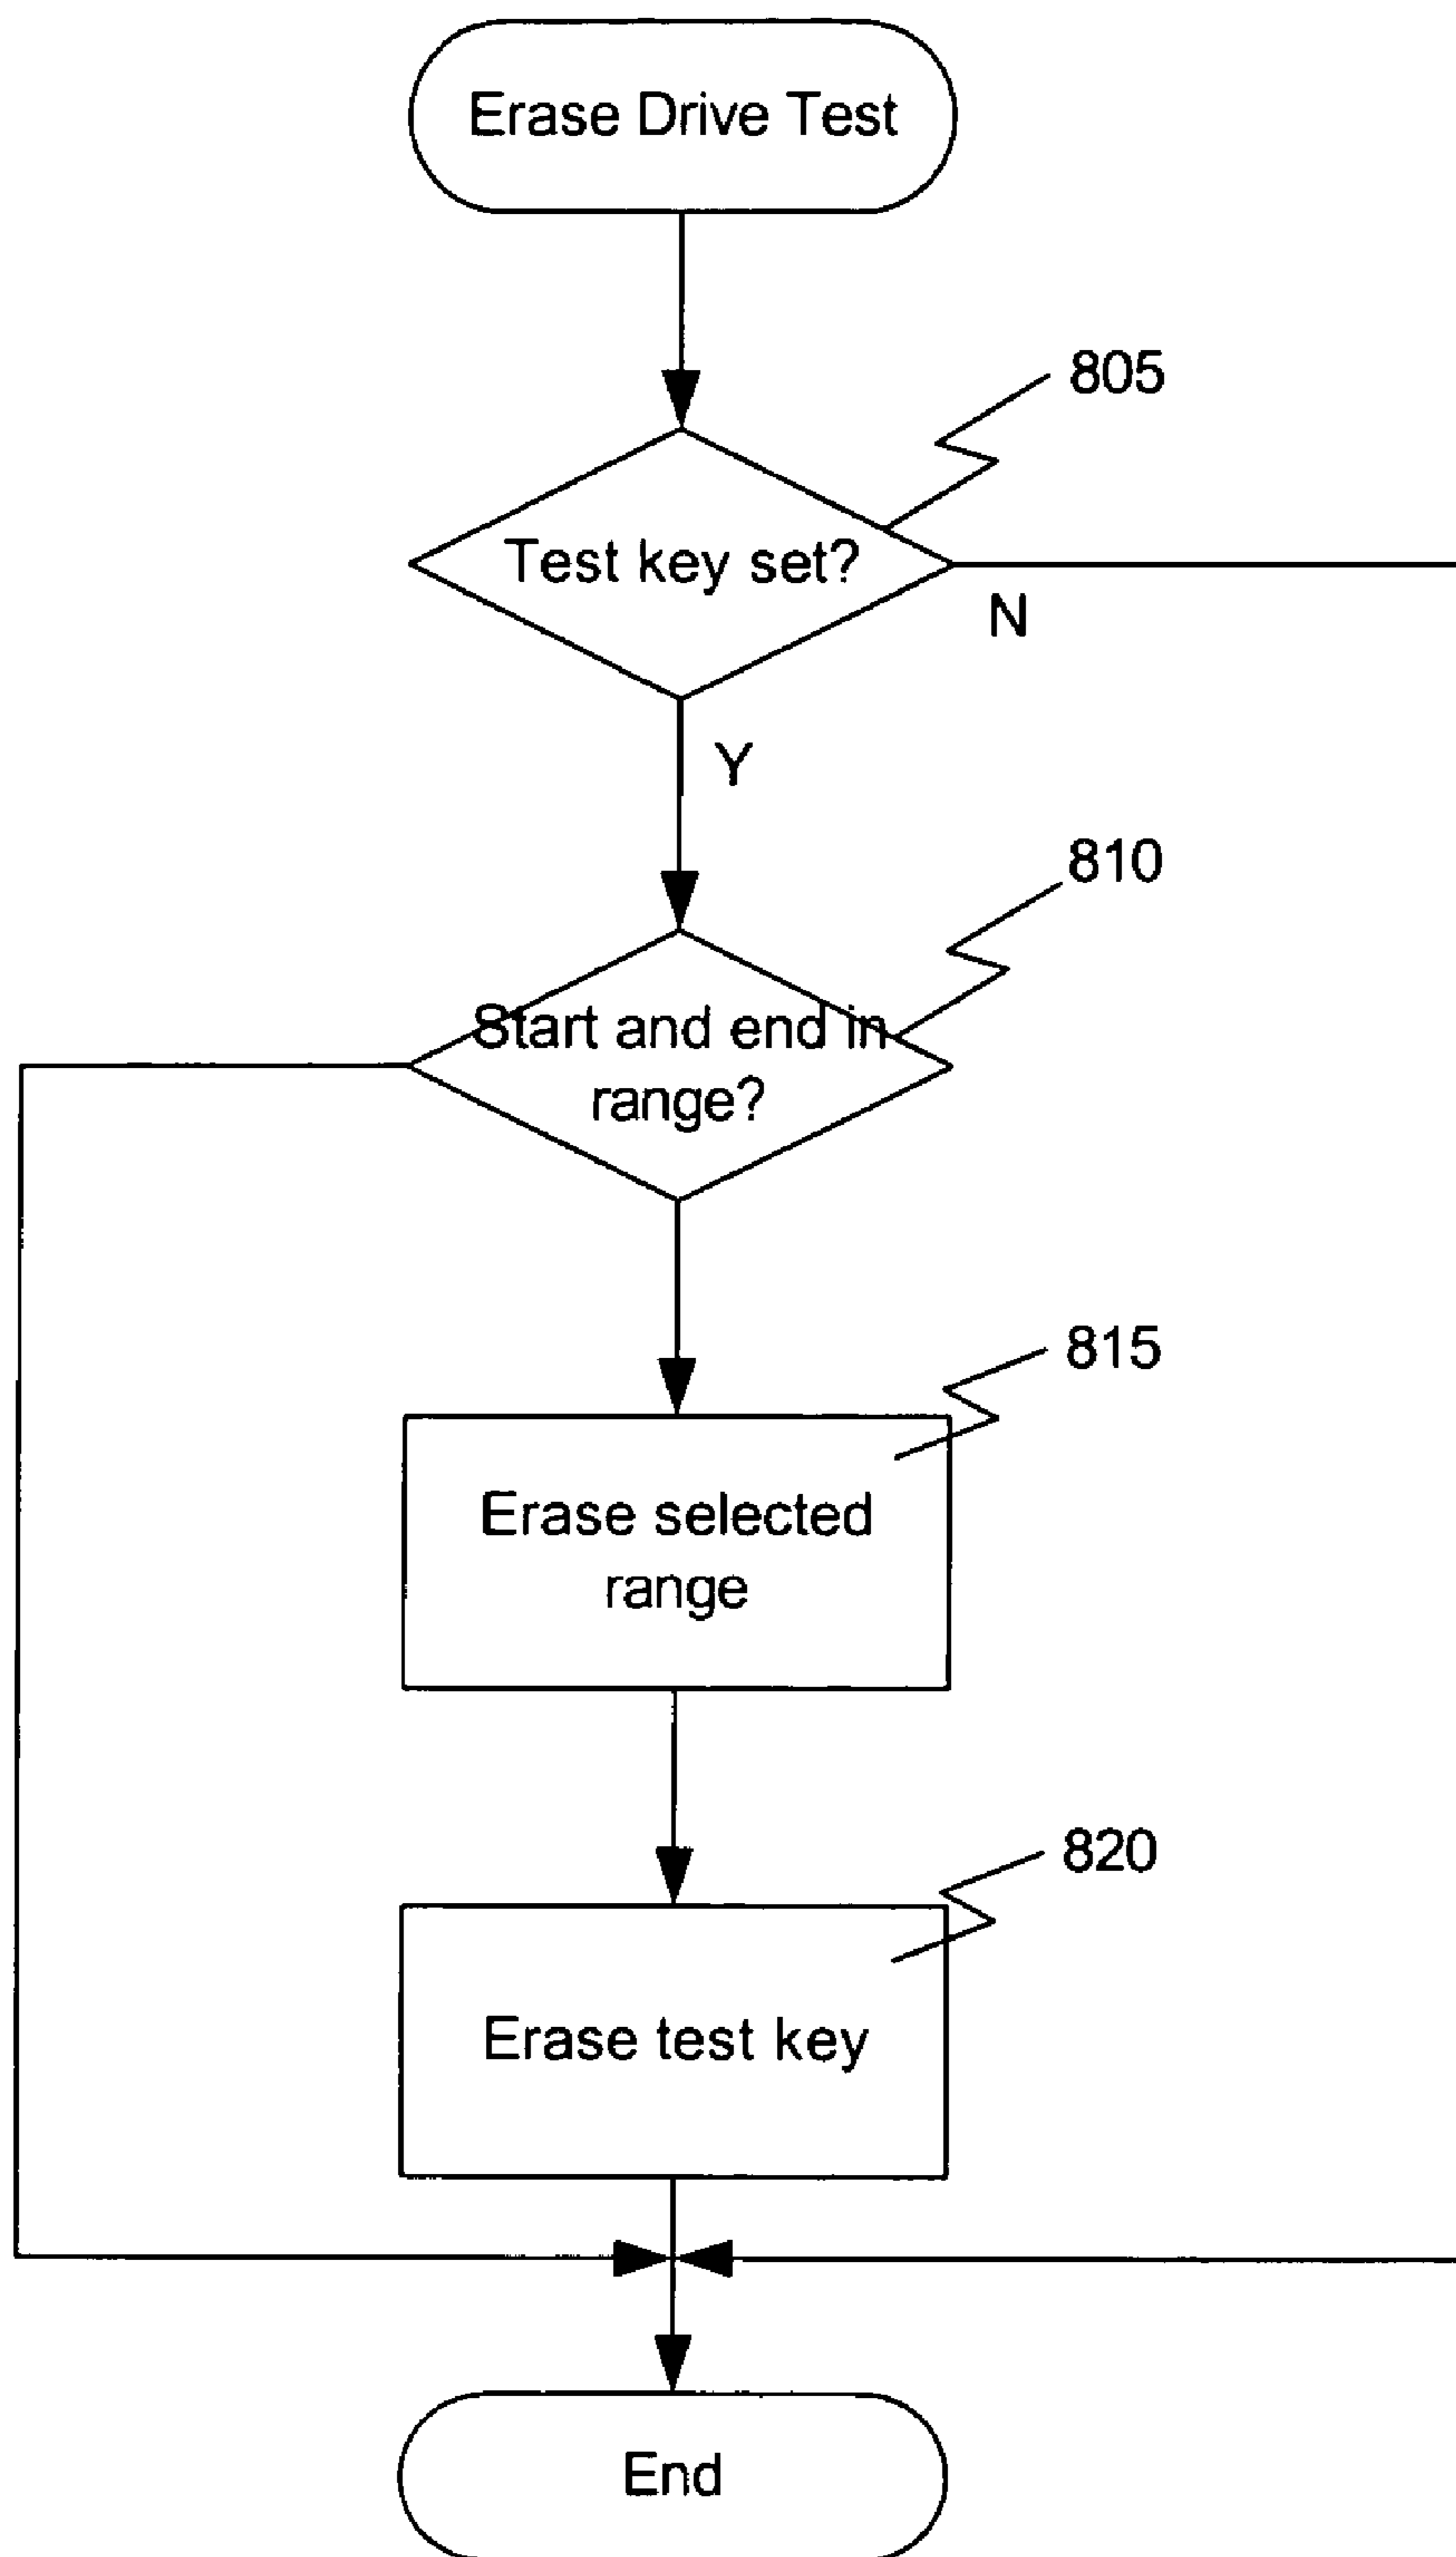 Erase Drive Test
805
Test key set?
N
Y
810
Start and end in
range?
815
Erase selected
range
820
Erase test key
End